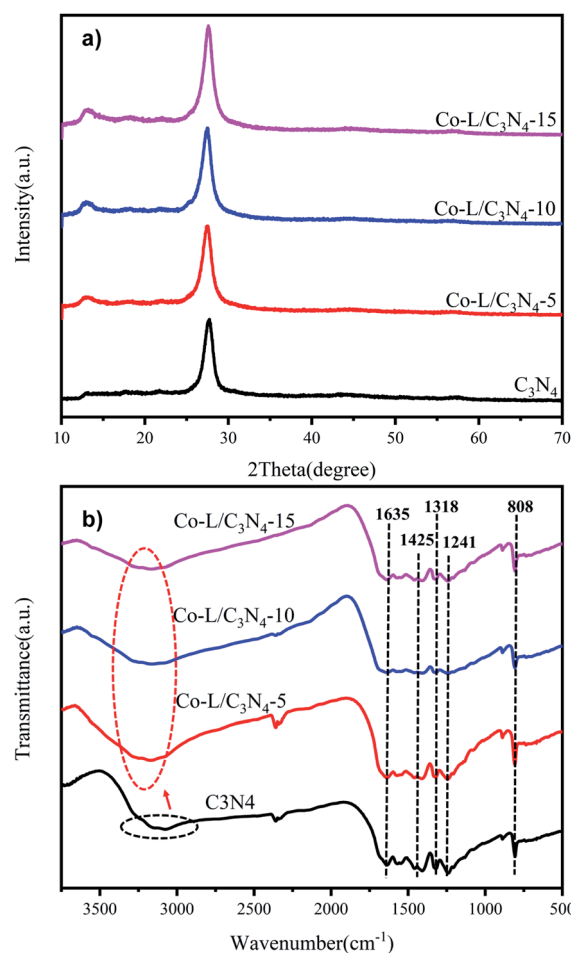 a)
Co-L/C₃N₄-15
Co-L/C₃N₄-10
Co-L/C₃N₄-5
C₃N₄
Intensity(a.u.)
10 20 30 40 50 60 70
2Theta(degree)
b)
1635 1425 1318 1241 808
Co-L/C₃N₄-15
Co-L/C₃N₄-10
Co-L/C₃N₄-5
C3N4
Transmittance(a.u.)
3500 3000 2500 2000 1500 1000 500
Wavenumber(cm⁻¹)